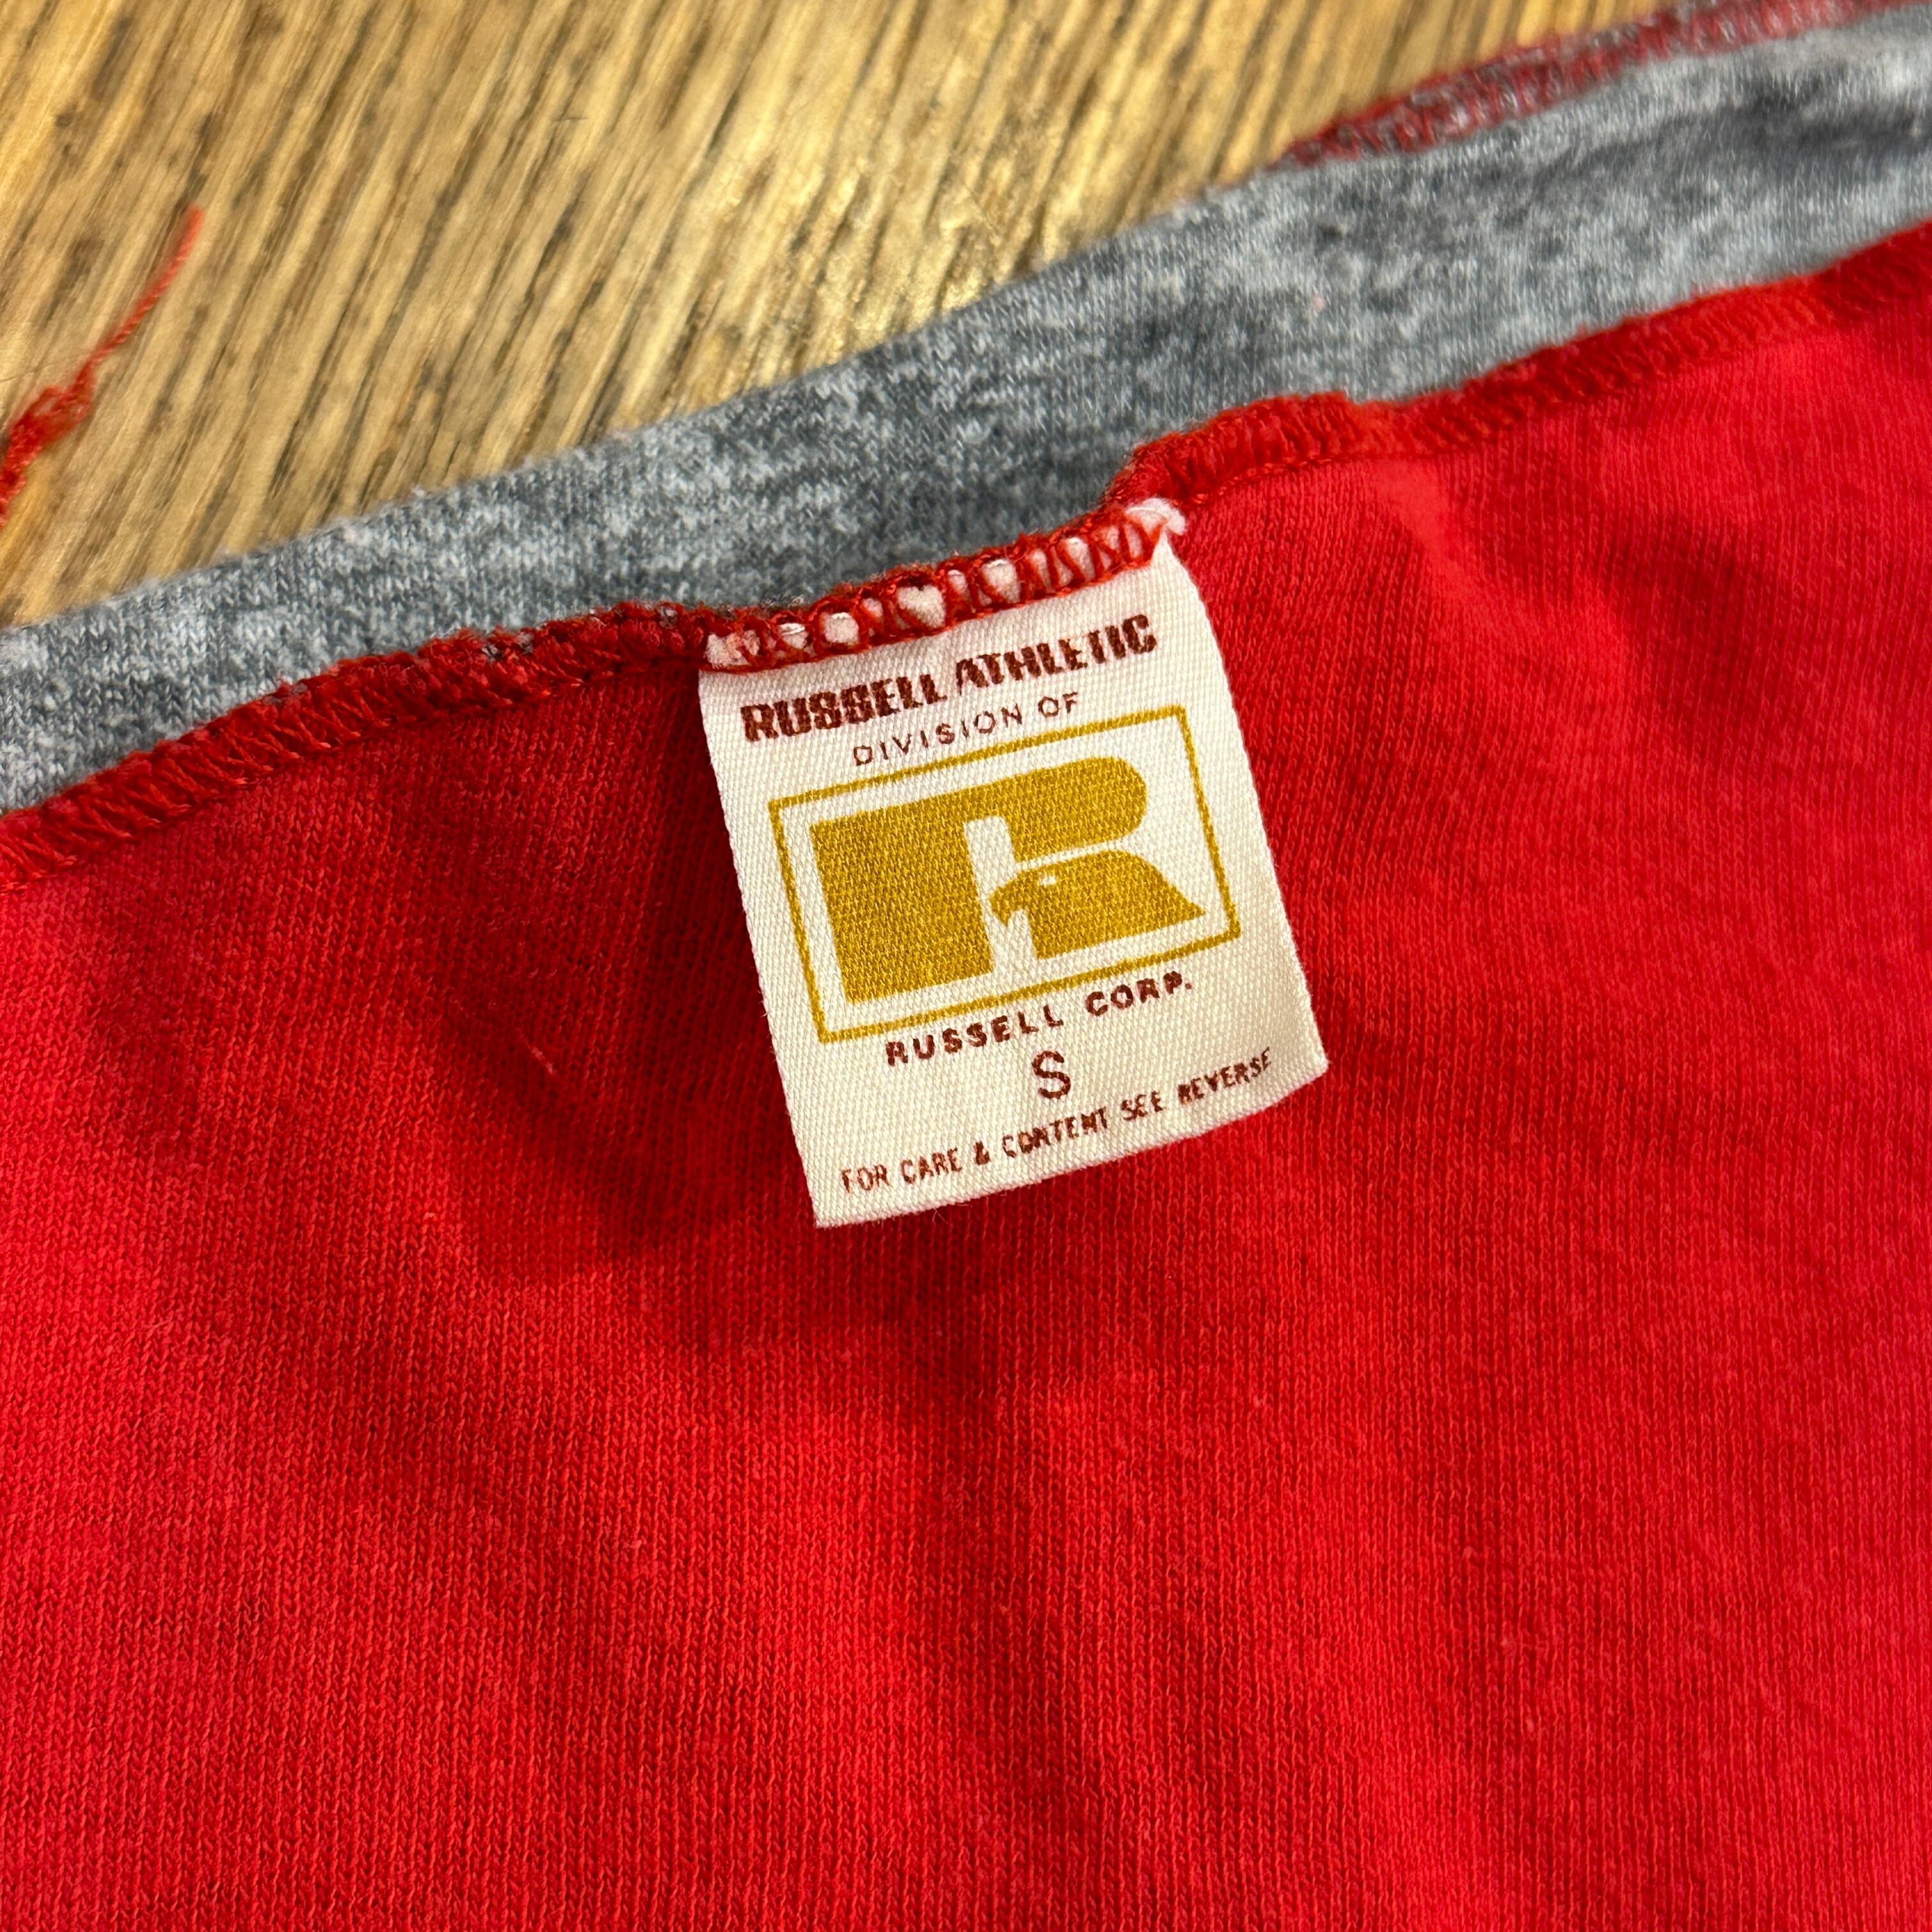 RUSSELL ATHLETIC
DIVISION OF
R
RUSSELL CORP.
S
FOR CARE & CONTENT SEE REVERSE